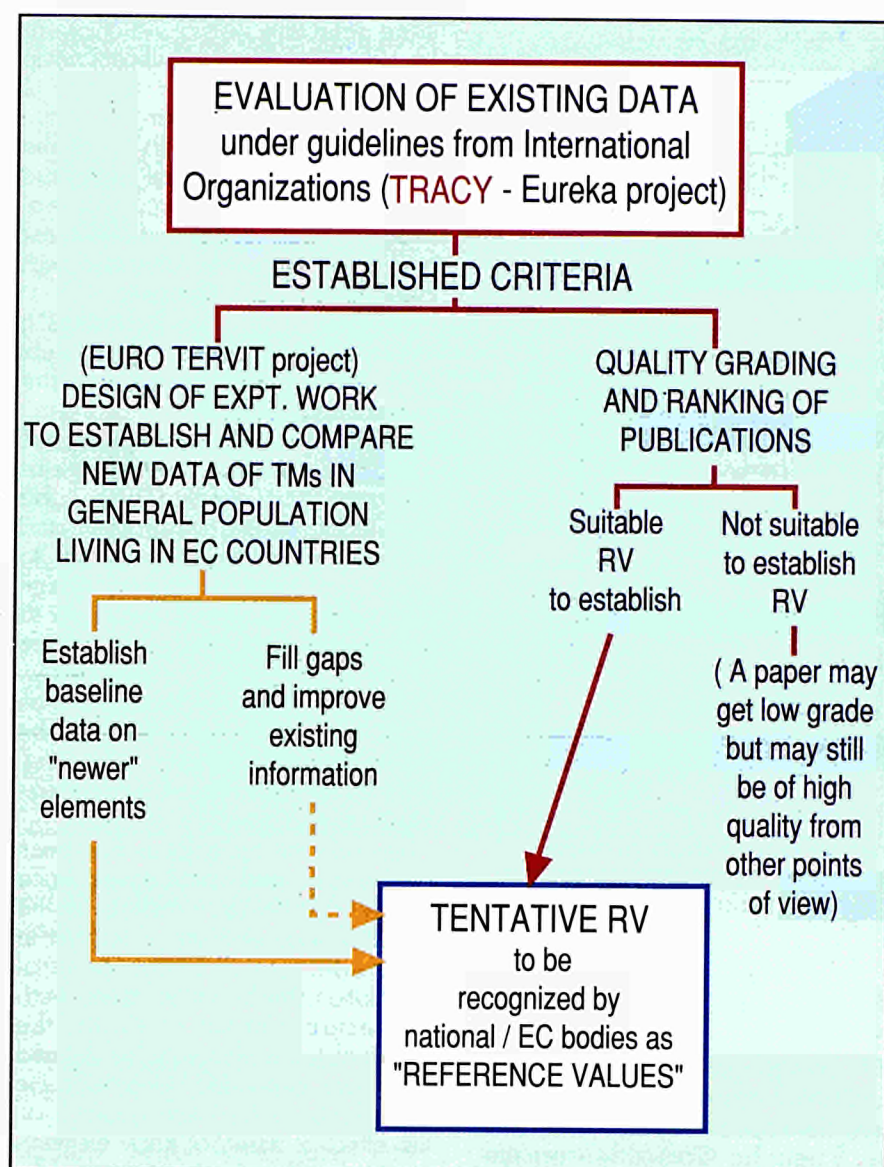 EVALUATION OF EXISTING DATA
under guidelines from International
Organizations (TRACY - Eureka project)
ESTABLISHED CRITERIA
(EURO TERVIT project)
DESIGN OF EXPT. WORK
TO ESTABLISH AND COMPARE
NEW DATA OF TMs IN
GENERAL POPULATION
LIVING IN EC COUNTRIES
Establish
baseline
data on
"newer"
elements
Fill gaps
and improve
existing
information
QUALITY GRADING
AND RANKING OF
PUBLICATIONS
Suitable
RV
to establish
Not suitable
to establish
RV
( A paper may
get low grade
but may still
be of high
quality from
other points
of view)
TENTATIVE RV
to be
recognized by
national / EC bodies as
"REFERENCE VALUES"